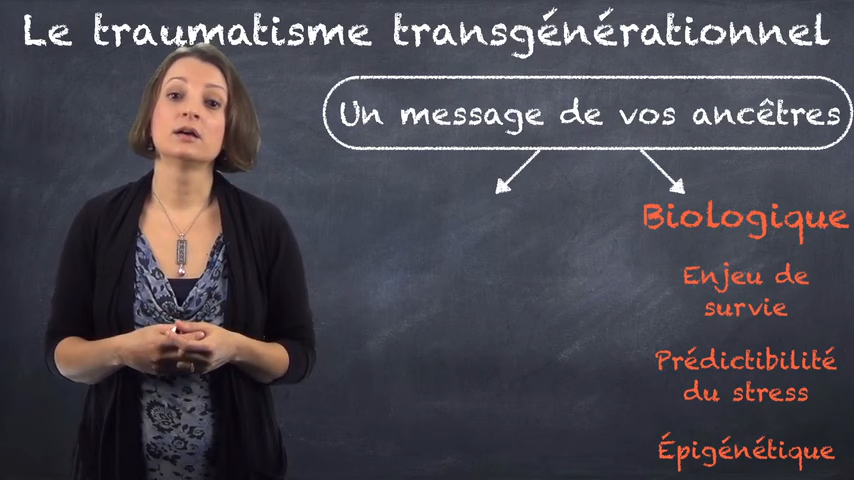 Le traumatisme transgénérationnel
Un message de vos ancêtres
Biologique
Enjeu de
survie
Prédictibilité
du stress
Épigénétique